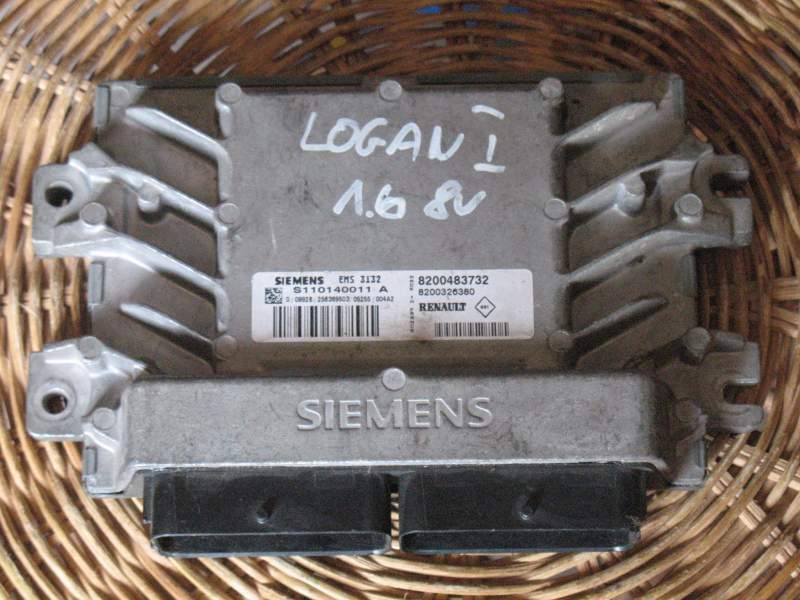 LOGAN I
1.6 8v
SIEMENS EMS 3132
S110140011 A
8200483732
8200326380
RENAULT
SIEMENS